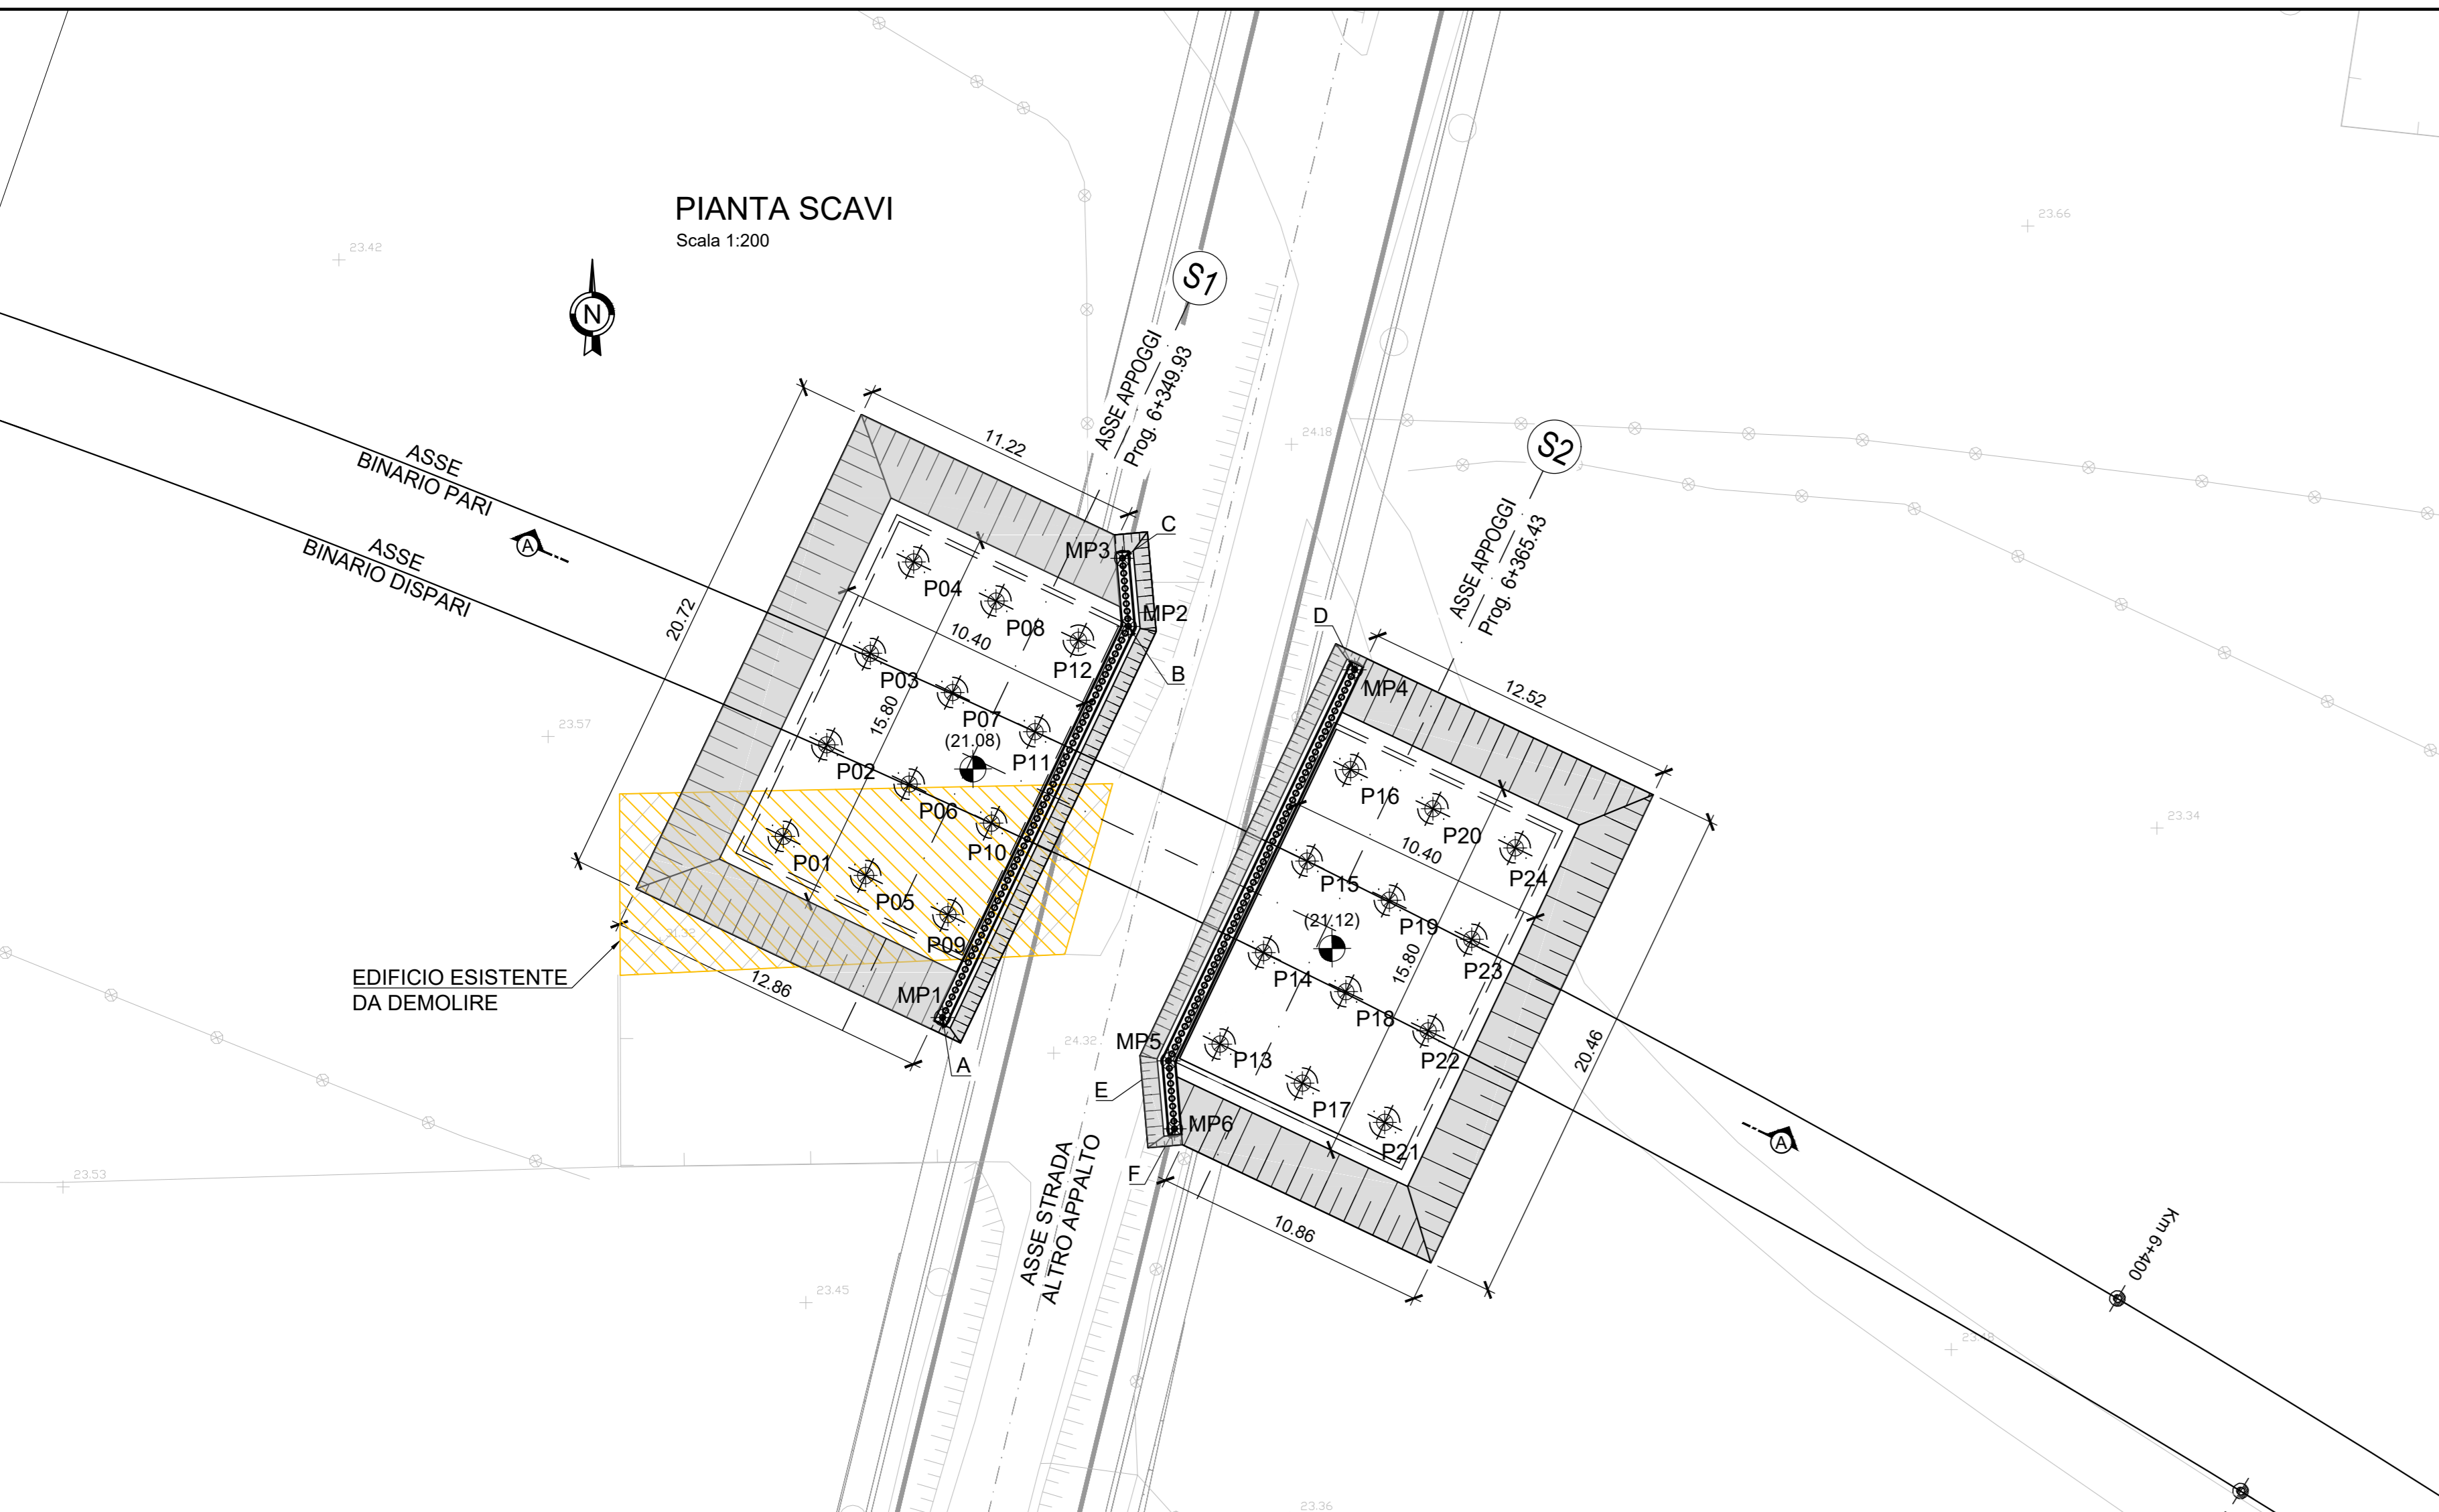 PIANTA SCAVI
Scala 1:200
N
23.42
23.66
S1
ASSE APPOGGI
Prog. 6+349.93
24.18
S2
ASSE APPOGGI
Prog. 6+365.43
ASSE
BINARIO PARI
ASSE
BINARIO DISPARI
A
11.22
20.72
C
MP3
MP2
B
P04
P08
P12
10.40
P03
P07
(21.08)
P11
15.80
P02
P06
P10
P01
P05
P09
23.57
21.32
EDIFICIO ESISTENTE
DA DEMOLIRE
12.86
MP1
A
D
MP4
12.52
P16
P20
P24
10.40
P15
P19
P23
(21.12)
15.80
P14
P18
P22
P13
P17
P21
23.34
20.46
MP5
E
MP6
F
10.86
24.32
23.53
23.45
ASSE STRADA
ALTRO APPALTO
A
Km 6+400
23.36